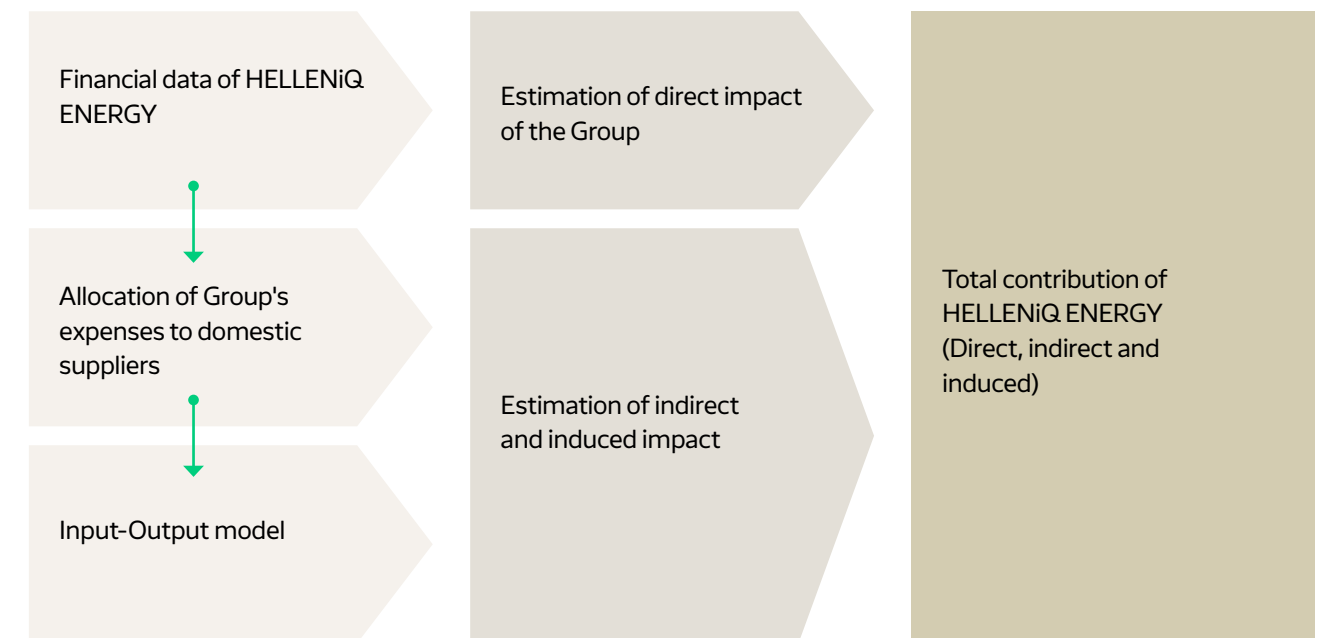 Financial data of HELLENiQ
ENERGY
Allocation of Group's
expenses to domestic
suppliers
Input-Output model
Estimation of direct impact
of the Group
Estimation of indirect
and induced impact
Total contribution of
HELLENiQ ENERGY
(Direct, indirect and
induced)